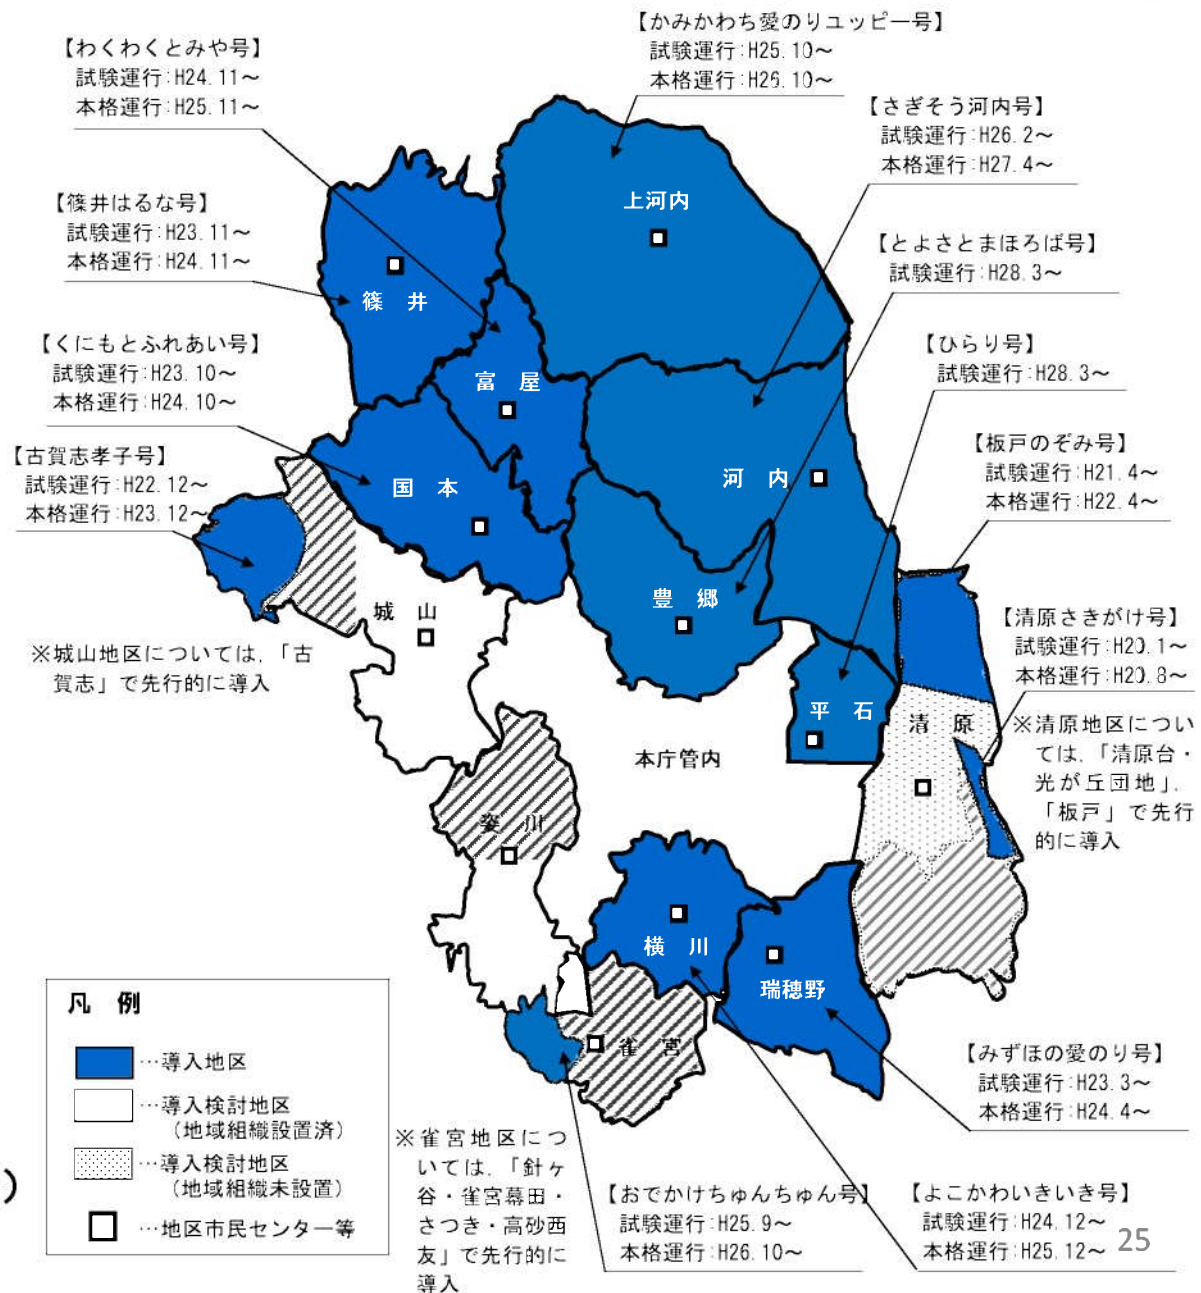 【かみかわち愛のりユッピー号】
試験運行:H25.10～
本格運行:H26.10～
【わくわくとみや号】
試験運行:H24.11～
本格運行:H25.11～
【さぎそう河内号】
試験運行:H26.2～
本格運行:H27.4～
【篠井はるな号】
試験運行:H23.11～
本格運行:H24.11～
【とよさとまほろば号】
試験運行:H28.3～
【くにもとふれあい号】
試験運行:H23.10～
本格運行:H24.10～
【ひらり号】
試験運行:H28.3～
【古賀志孝子号】
試験運行:H22.12～
本格運行:H23.12～
【板戸のぞみ号】
試験運行:H21.4～
本格運行:H22.4～
【清原さきがけ号】
試験運行:H20.1～
本格運行:H20.8～
上河内
篠 井
富 屋
国 本
河 内
豊 郷
城 山
平 石
清 原
本庁管内
姿 川
横 川
瑞穂野
雀 宮
※城山地区については、「古
賀志」で先行的に導入
※清原地区につい
ては、「清原台・
光が丘団地」、
「板戸」で先行
的に導入
凡 例
…導入地区
…導入検討地区
(地域組織設置済)
…導入検討地区
(地域組織未設置)
…地区市民センター等
)
※雀宮地区につ
いては、「針ヶ
谷・雀宮幕田・
さつき・高砂西
友」で先行的に
導入
【みずほの愛のり号】
試験運行:H23.3～
本格運行:H24.4～
【おでかけちゅんちゅん号】
試験運行:H25.9～
本格運行:H26.10～
【よこかわいきいき号】
試験運行:H24.12～
本格運行:H25.12～
25